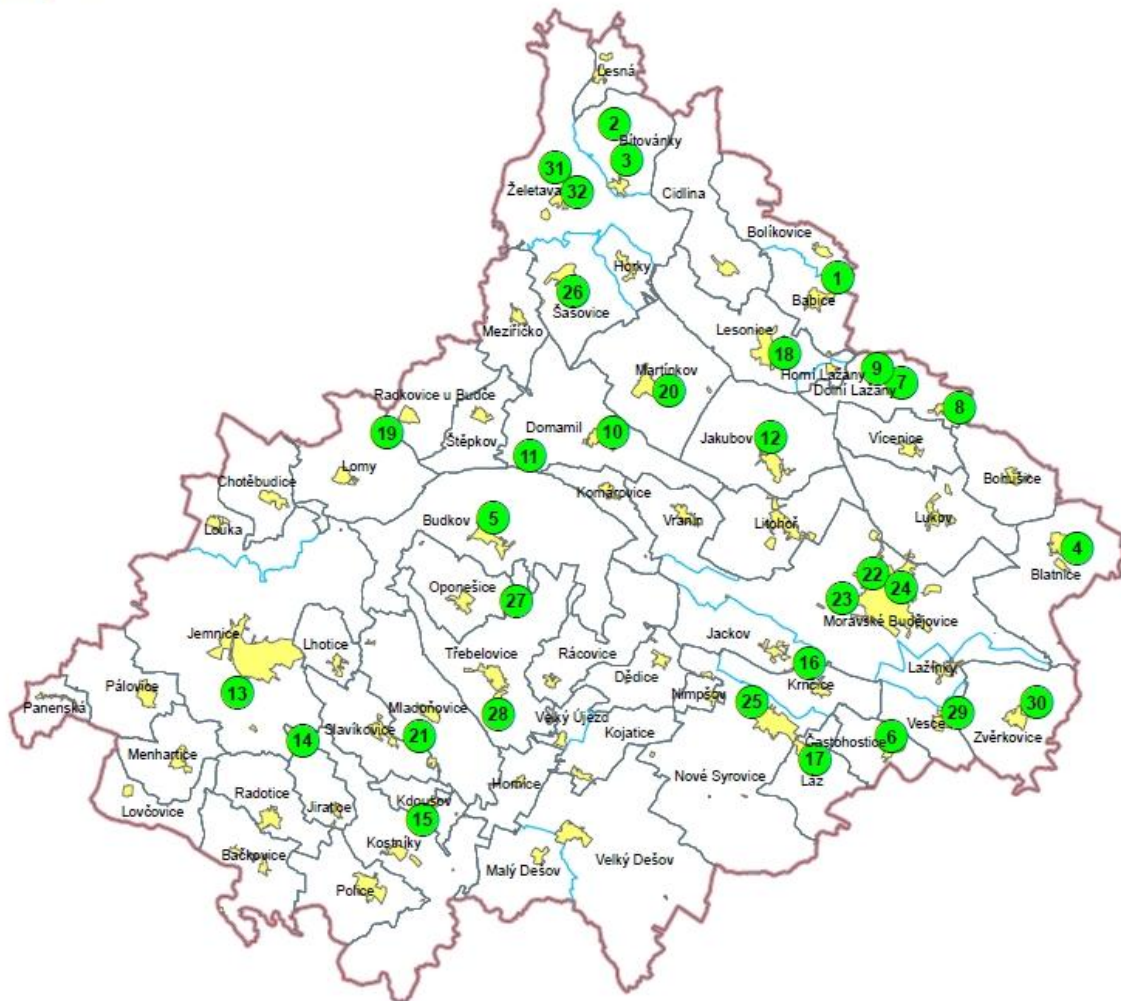 Lesná
2
Bítovánky
3
31
Želetava
32
Cidlina
Bolíkovice
Horky
1
Babice
26
Šašovice
Meziříčko
Lesonice
18
Horní Lažany
9
Dolní Lažany
7
Martínkov
20
8
Radkovice u Budče
19
Štěpkov
Domamil
10
11
Jakubov
12
Vícenice
Bohušice
Lomy
Chotěbudice
Louka
Budkov
5
Komarovice
Vranín
Litohoř
Lukov
4
Blatnice
Oponešice
27
22
24
23
Moravské Budějovice
Jemnice
Lhotice
Třebelovice
Rácovice
Dědice
Jackov
16
Krnčice
Lažínky
Pálovice
Panenská
13
Nimpšov
25
30
29
Vesce
Zvěrkovice
Mladoňovice
Slavíkovice
21
28
Velký Újezd
Kojatice
Častohostice
6
14
Menhartice
17
Láz
Nové Syrovice
Hornice
Lovčovice
Radotice
Jiratice
Kdousov
15
Kostníky
Bačkovice
Malý Dešov
Velký Dešov
Police